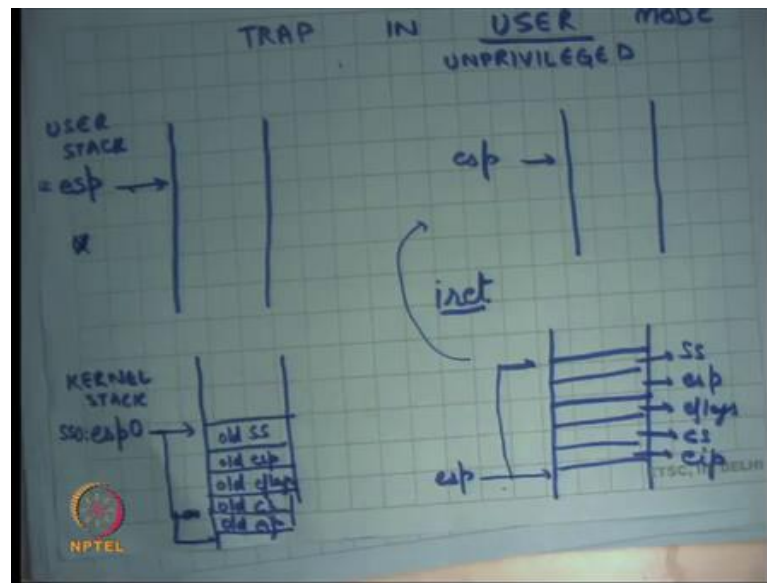 TRAP IN USER MODE
UNPRIVILEGED
USER
STACK
= esp
esp
iret
KERNEL
STACK
SS0:esp0
old SS
old esp
old eflags
old cs
old eip
SS
esp
eflags
cs
eip
esp
NPTEL